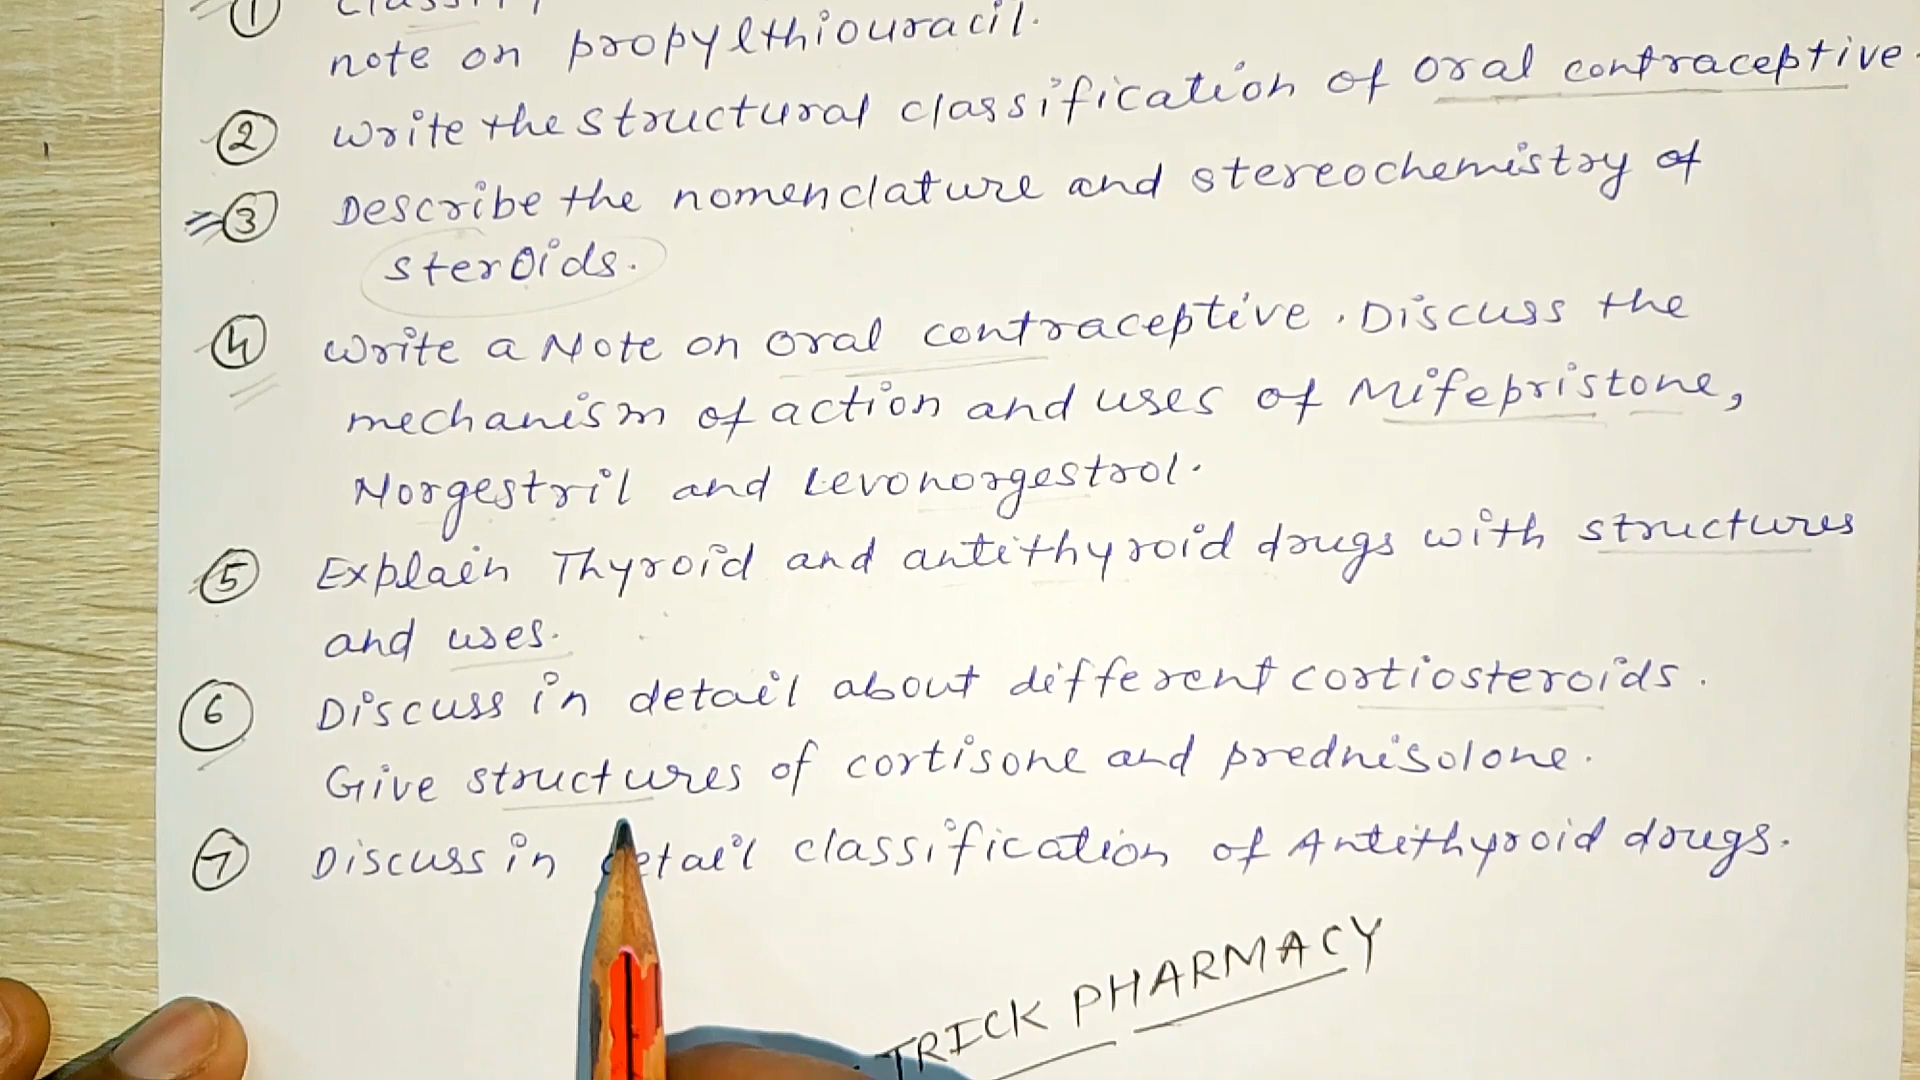 ①
note on propylthiouracil.
② Write the structural classification of oral contraceptive.
③ Describe the nomenclature and stereochemistry of
steroids.
④ Write a Note on oral contraceptive. Discuss the
mechanism of action and uses of Mifepristone,
Norgestril and Levonorgestrol.
⑤ Explain Thyroid and antithyroid drugs with structures
and uses.
⑥ Discuss in detail about different cortiosteroids.
Give structures of cortisone and prednisolone.
⑦ Discuss in detail classification of Antithyroid drugs.
TRICK PHARMACY